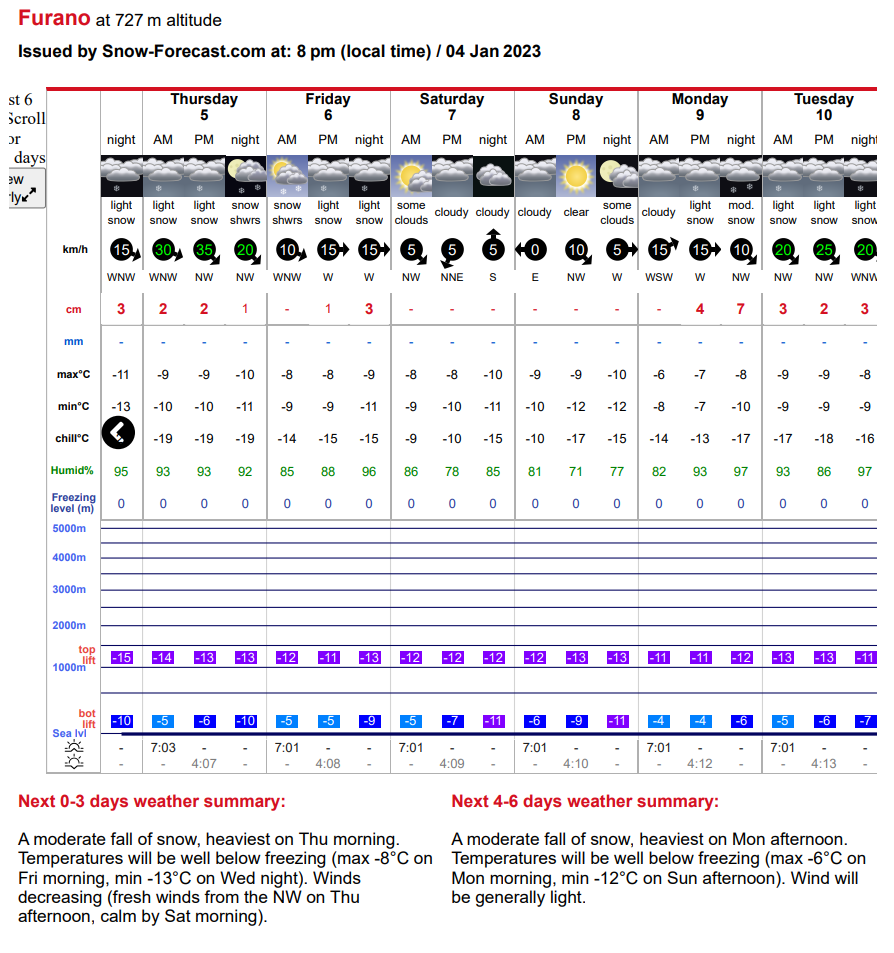 Furano at 727 m altitude
Issued by Snow-Forecast.com at: 8 pm (local time) / 04 Jan 2023
st 6
Scroll
or
days
ew
rly
Thursday Friday Saturday Sunday Monday Tuesday
5 6 7 8 9 10
night AM PM night AM PM night AM PM night AM PM night AM PM night AM PM night
light snow light snow light snow snow shwrs snow shwrs light snow light snow some clouds cloudy cloudy cloudy clear some clouds cloudy light snow mod. snow light snow light snow light snow
km/h 15 30 35 20 10 15 15 5 5 5 0 10 5 15 15 10 20 25 20
WNW WNW NW NW WNW W W NW NNE S E NW W WSW W NW NW NW WNW
cm 3 2 2 1 - 1 3 - - - - - - - 4 7 3 2 3
mm - - - - - - - - - - - - - - - - - - -
max°C -11 -9 -9 -10 -8 -8 -9 -8 -8 -10 -9 -9 -10 -6 -7 -8 -9 -9 -8
min°C -13 -10 -10 -11 -9 -9 -11 -9 -10 -11 -10 -12 -12 -8 -7 -10 -9 -9 -9
chill°C -19 -19 -19 -14 -15 -15 -9 -10 -15 -10 -17 -15 -14 -13 -17 -17 -18 -16
Humid% 95 93 93 92 85 88 96 86 78 85 81 71 77 82 93 97 93 86 97
Freezing
level (m) 0 0 0 0 0 0 0 0 0 0 0 0 0 0 0 0 0 0 0
5000m
4000m
3000m
2000m
top
lift -15 -14 -13 -13 -12 -11 -13 -12 -12 -12 -12 -13 -13 -11 -11 -12 -13 -13 -11
1000m
bot
lift -10 -5 -6 -10 -5 -5 -9 -5 -7 -11 -6 -9 -11 -4 -4 -6 -5 -6 -7
Sea lvl
- 7:03 - - 7:01 - - 7:01 - - 7:01 - - 7:01 - - 7:01 - -
- - 4:07 - - 4:08 - - 4:09 - - 4:10 - - 4:12 - - 4:13 -
Next 0-3 days weather summary:
A moderate fall of snow, heaviest on Thu morning.
Temperatures will be well below freezing (max -8°C on
Fri morning, min -13°C on Wed night). Winds
decreasing (fresh winds from the NW on Thu
afternoon, calm by Sat morning).
Next 4-6 days weather summary:
A moderate fall of snow, heaviest on Mon afternoon.
Temperatures will be well below freezing (max -6°C on
Mon morning, min -12°C on Sun afternoon). Wind will
be generally light.